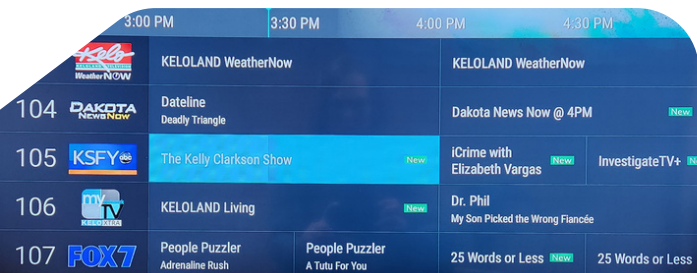 3:00 PM 3:30 PM 4:00 PM 4:30 PM
Kelo
KELOLAND TELEVISION
Weather NOW
KELOLAND WeatherNow
KELOLAND WeatherNow
104 DAKOTA
NEWS NOW
Dateline
Deadly Triangle
Dakota News Now @ 4PM New
105 KSFY abc
The Kelly Clarkson Show New
iCrime with
Elizabeth Vargas New
InvestigateTV+
106 my
TV
XTRA
KELOLAND Living New
Dr. Phil
My Son Picked the Wrong Fiancée
107 FOX7
People Puzzler
Adrenaline Rush
People Puzzler
A Tutu For You
25 Words or Less New
25 Words or Less